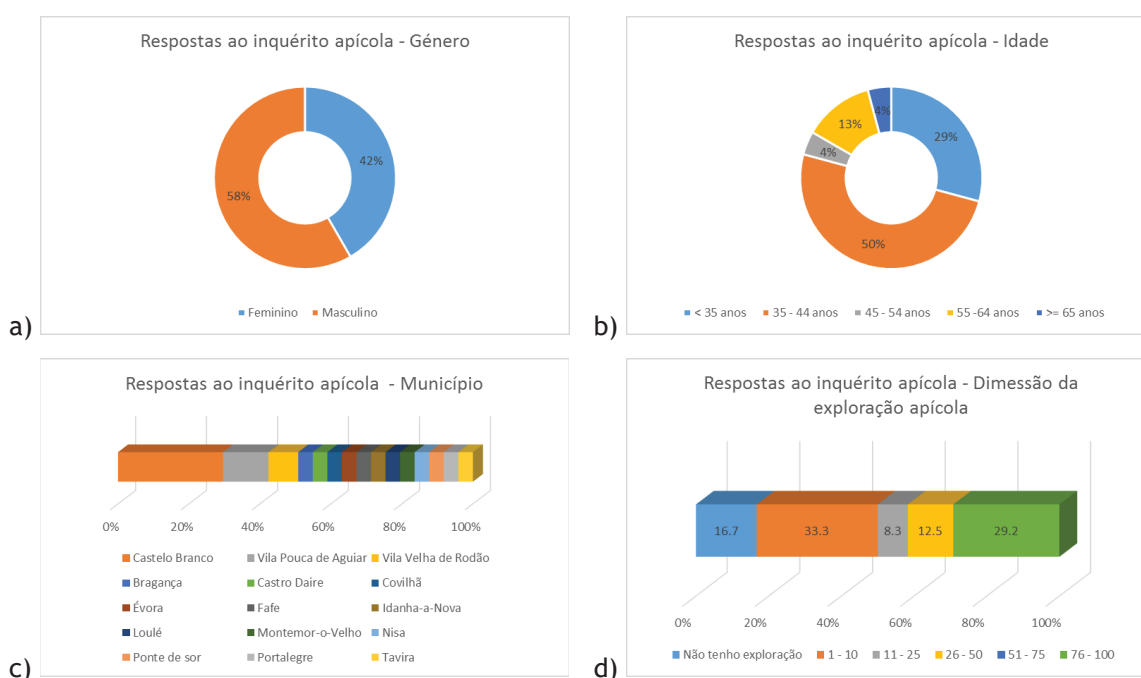 Respostas ao inquérito apícola - Género
42%
58%
Feminino Masculino
a)
Respostas ao inquérito apícola - Idade
4%
13%
29%
4%
50%
< 35 anos 35 - 44 anos 45 - 54 anos 55 -64 anos >= 65 anos
b)
Respostas ao inquérito apícola - Município
0% 20% 40% 60% 80% 100%
Castelo Branco Vila Pouca de Aguiar Vila Velha de Rodão
Bragança Castro Daire Covilhã
Évora Fafe Idanha-a-Nova
Loulé Montemor-o-Velho Nisa
Ponte de sor Portalegre Tavira
c)
Respostas ao inquérito apícola - Dimessão da
exploração apícola
16.7 33.3 8.3 12.5 29.2
0% 20% 40% 60% 80% 100%
Não tenho exploração 1 - 10 11 - 25 26 - 50 51 - 75 76 - 100
d)